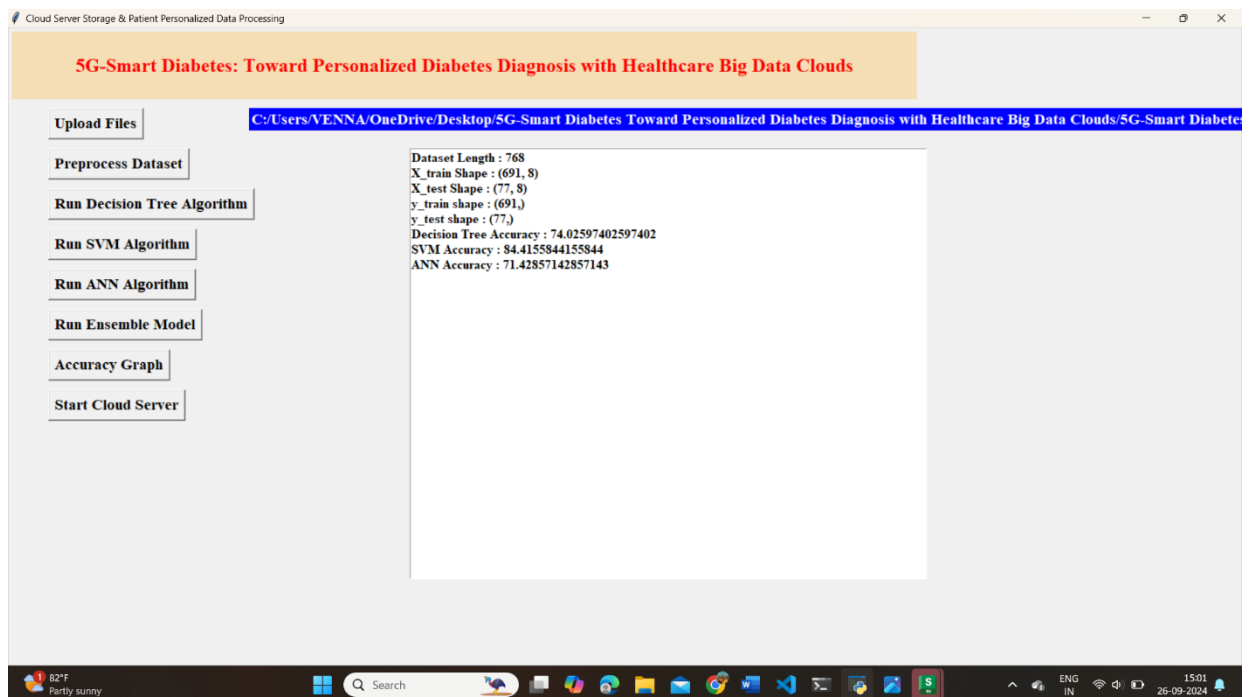 Cloud Server Storage & Patient Personalized Data Processing
5G-Smart Diabetes: Toward Personalized Diabetes Diagnosis with Healthcare Big Data Clouds
Upload Files
C:/Users/VENNA/OneDrive/Desktop/5G-Smart Diabetes Toward Personalized Diabetes Diagnosis with Healthcare Big Data Clouds/5G-Smart Diabete
Preprocess Dataset
Run Decision Tree Algorithm
Run SVM Algorithm
Run ANN Algorithm
Run Ensemble Model
Accuracy Graph
Start Cloud Server
Dataset Length : 768
X_train Shape : (691, 8)
X_test Shape : (77, 8)
y_train shape : (691,)
y_test shape : (77,)
Decision Tree Accuracy : 74.02597402597402
SVM Accuracy : 84.4155844155844
ANN Accuracy : 71.42857142857143
1
82°F
Partly sunny
Search
S
ENG
IN
15:01
26-09-2024